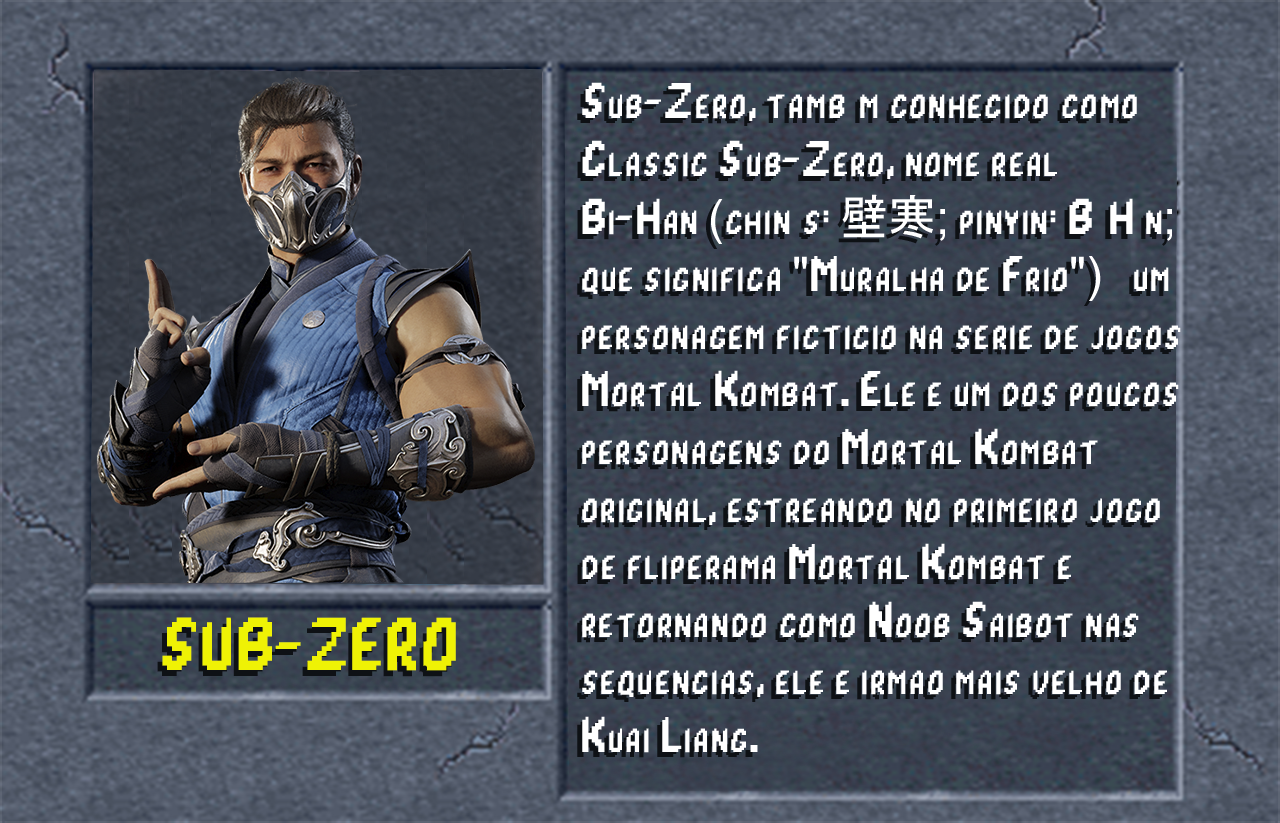 Sub-Zero, tamb m conhecido como
Classic Sub-Zero, nome real
Bi-Han (chin s: 壁寒; pinyin: B H n;
que significa "Muralha de Frio") um
personagem ficticio na serie de jogos
Mortal Kombat. Ele e um dos poucos
personagens do Mortal Kombat
original, estreando no primeiro jogo
de fliperama Mortal Kombat e
retornando como Noob Saibot nas
sequencias, ele e irmao mais velho de
Kuai Liang.
SUB-ZERO